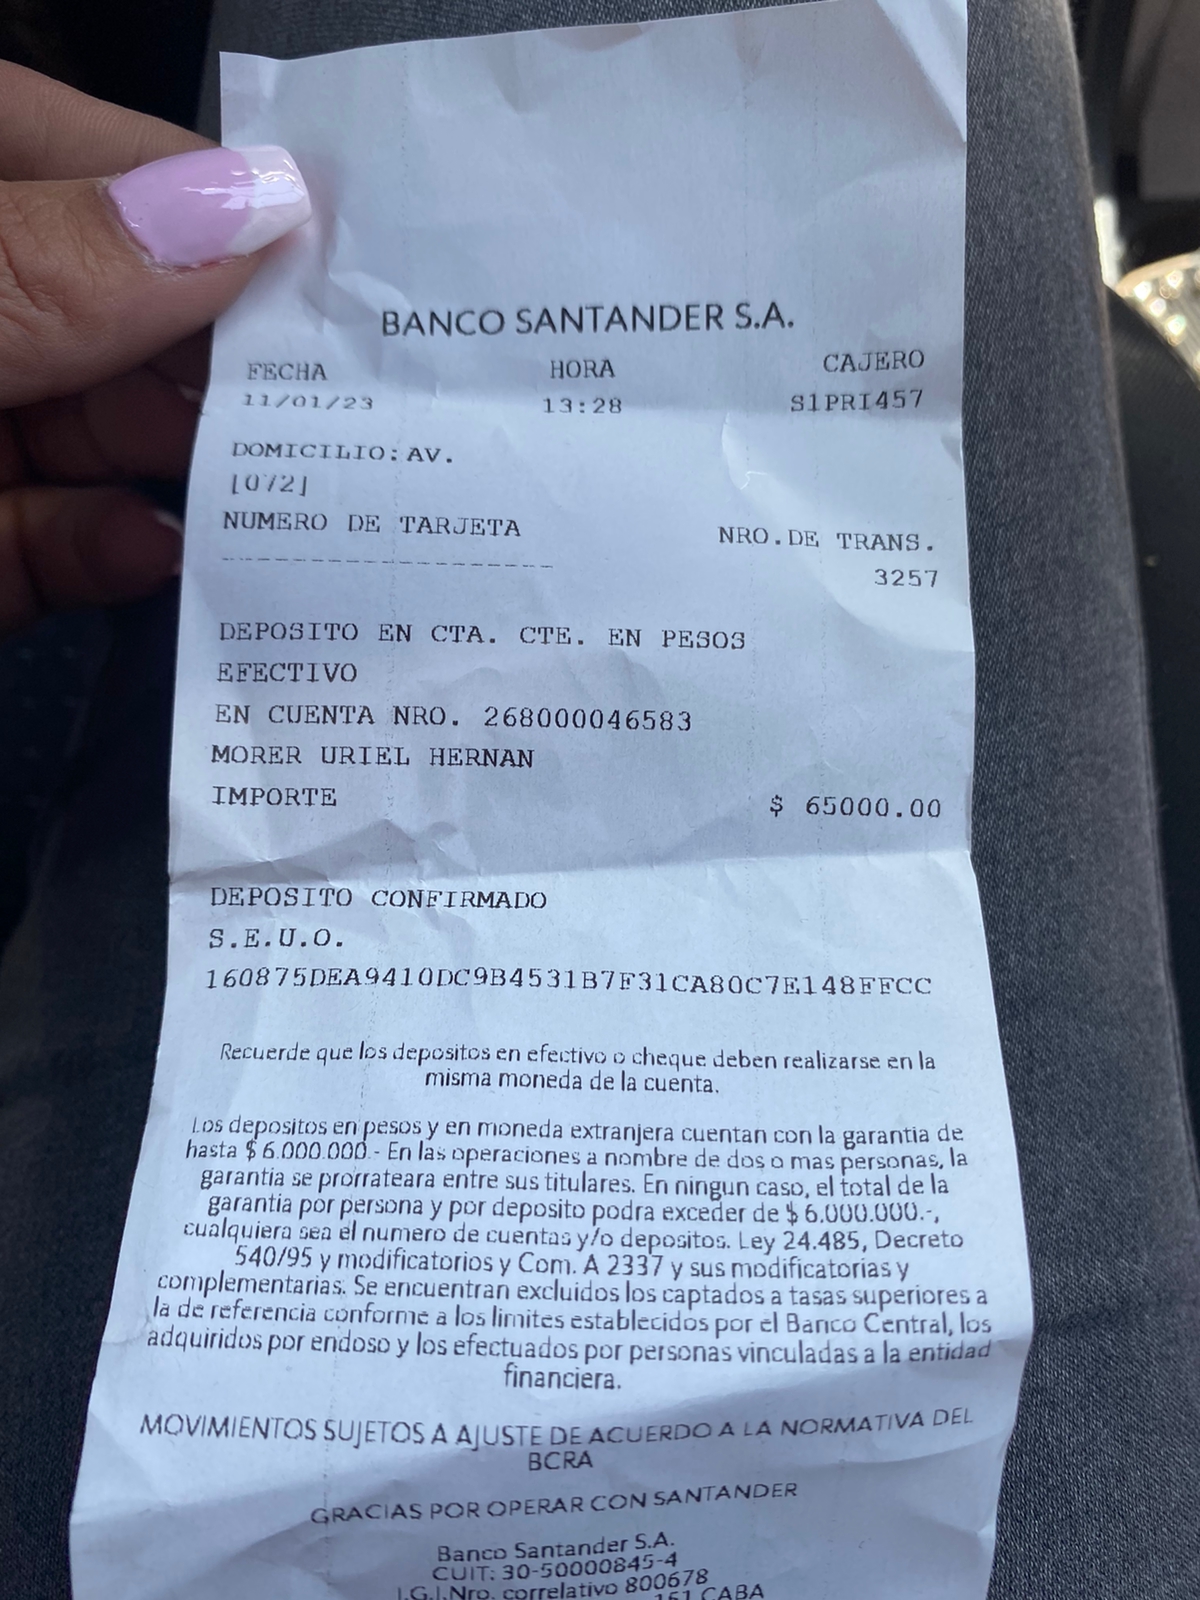 BANCO SANTANDER S.A.
FECHA HORA CAJERO
11/01/23 13:28 S1PRI457
DOMICILIO:AV.
[072]
NUMERO DE TARJETA NRO.DE TRANS.
-------------------- 3257
DEPOSITO EN CTA. CTE. EN PESOS
EFECTIVO
EN CUENTA NRO. 268000046583
MORER URIEL HERNAN
IMPORTE $ 65000.00
DEPOSITO CONFIRMADO
S.E.U.O.
160875DEA9410DC9B4531B7F31CA80C7E148FFCC
Recuerde que los depositos en efectivo o cheque deben realizarse en la
misma moneda de la cuenta.
Los depositos en pesos y en moneda extranjera cuentan con la garantia de
hasta $ 6.000.000.- En las operaciones a nombre de dos o mas personas, la
garantia se prorrateara entre sus titulares. En ningun caso, el total de la
garantia por persona y por deposito podra exceder de $ 6.000.000.-,
cualquiera sea el numero de cuentas y/o depositos. Ley 24.485, Decreto
540/95 y modificatorios y Com. A 2337 y sus modificatorias y
complementarias. Se encuentran excluidos los captados a tasas superiores a
la de referencia conforme a los limites establecidos por el Banco Central, los
adquiridos por endoso y los efectuados por personas vinculadas a la entidad
financiera.
MOVIMIENTOS SUJETOS A AJUSTE DE ACUERDO A LA NORMATIVA DEL
BCRA
GRACIAS POR OPERAR CON SANTANDER
Banco Santander S.A.
CUIT: 30-50000845-4
I.G.J.Nro. correlativo 800678
151 CABA